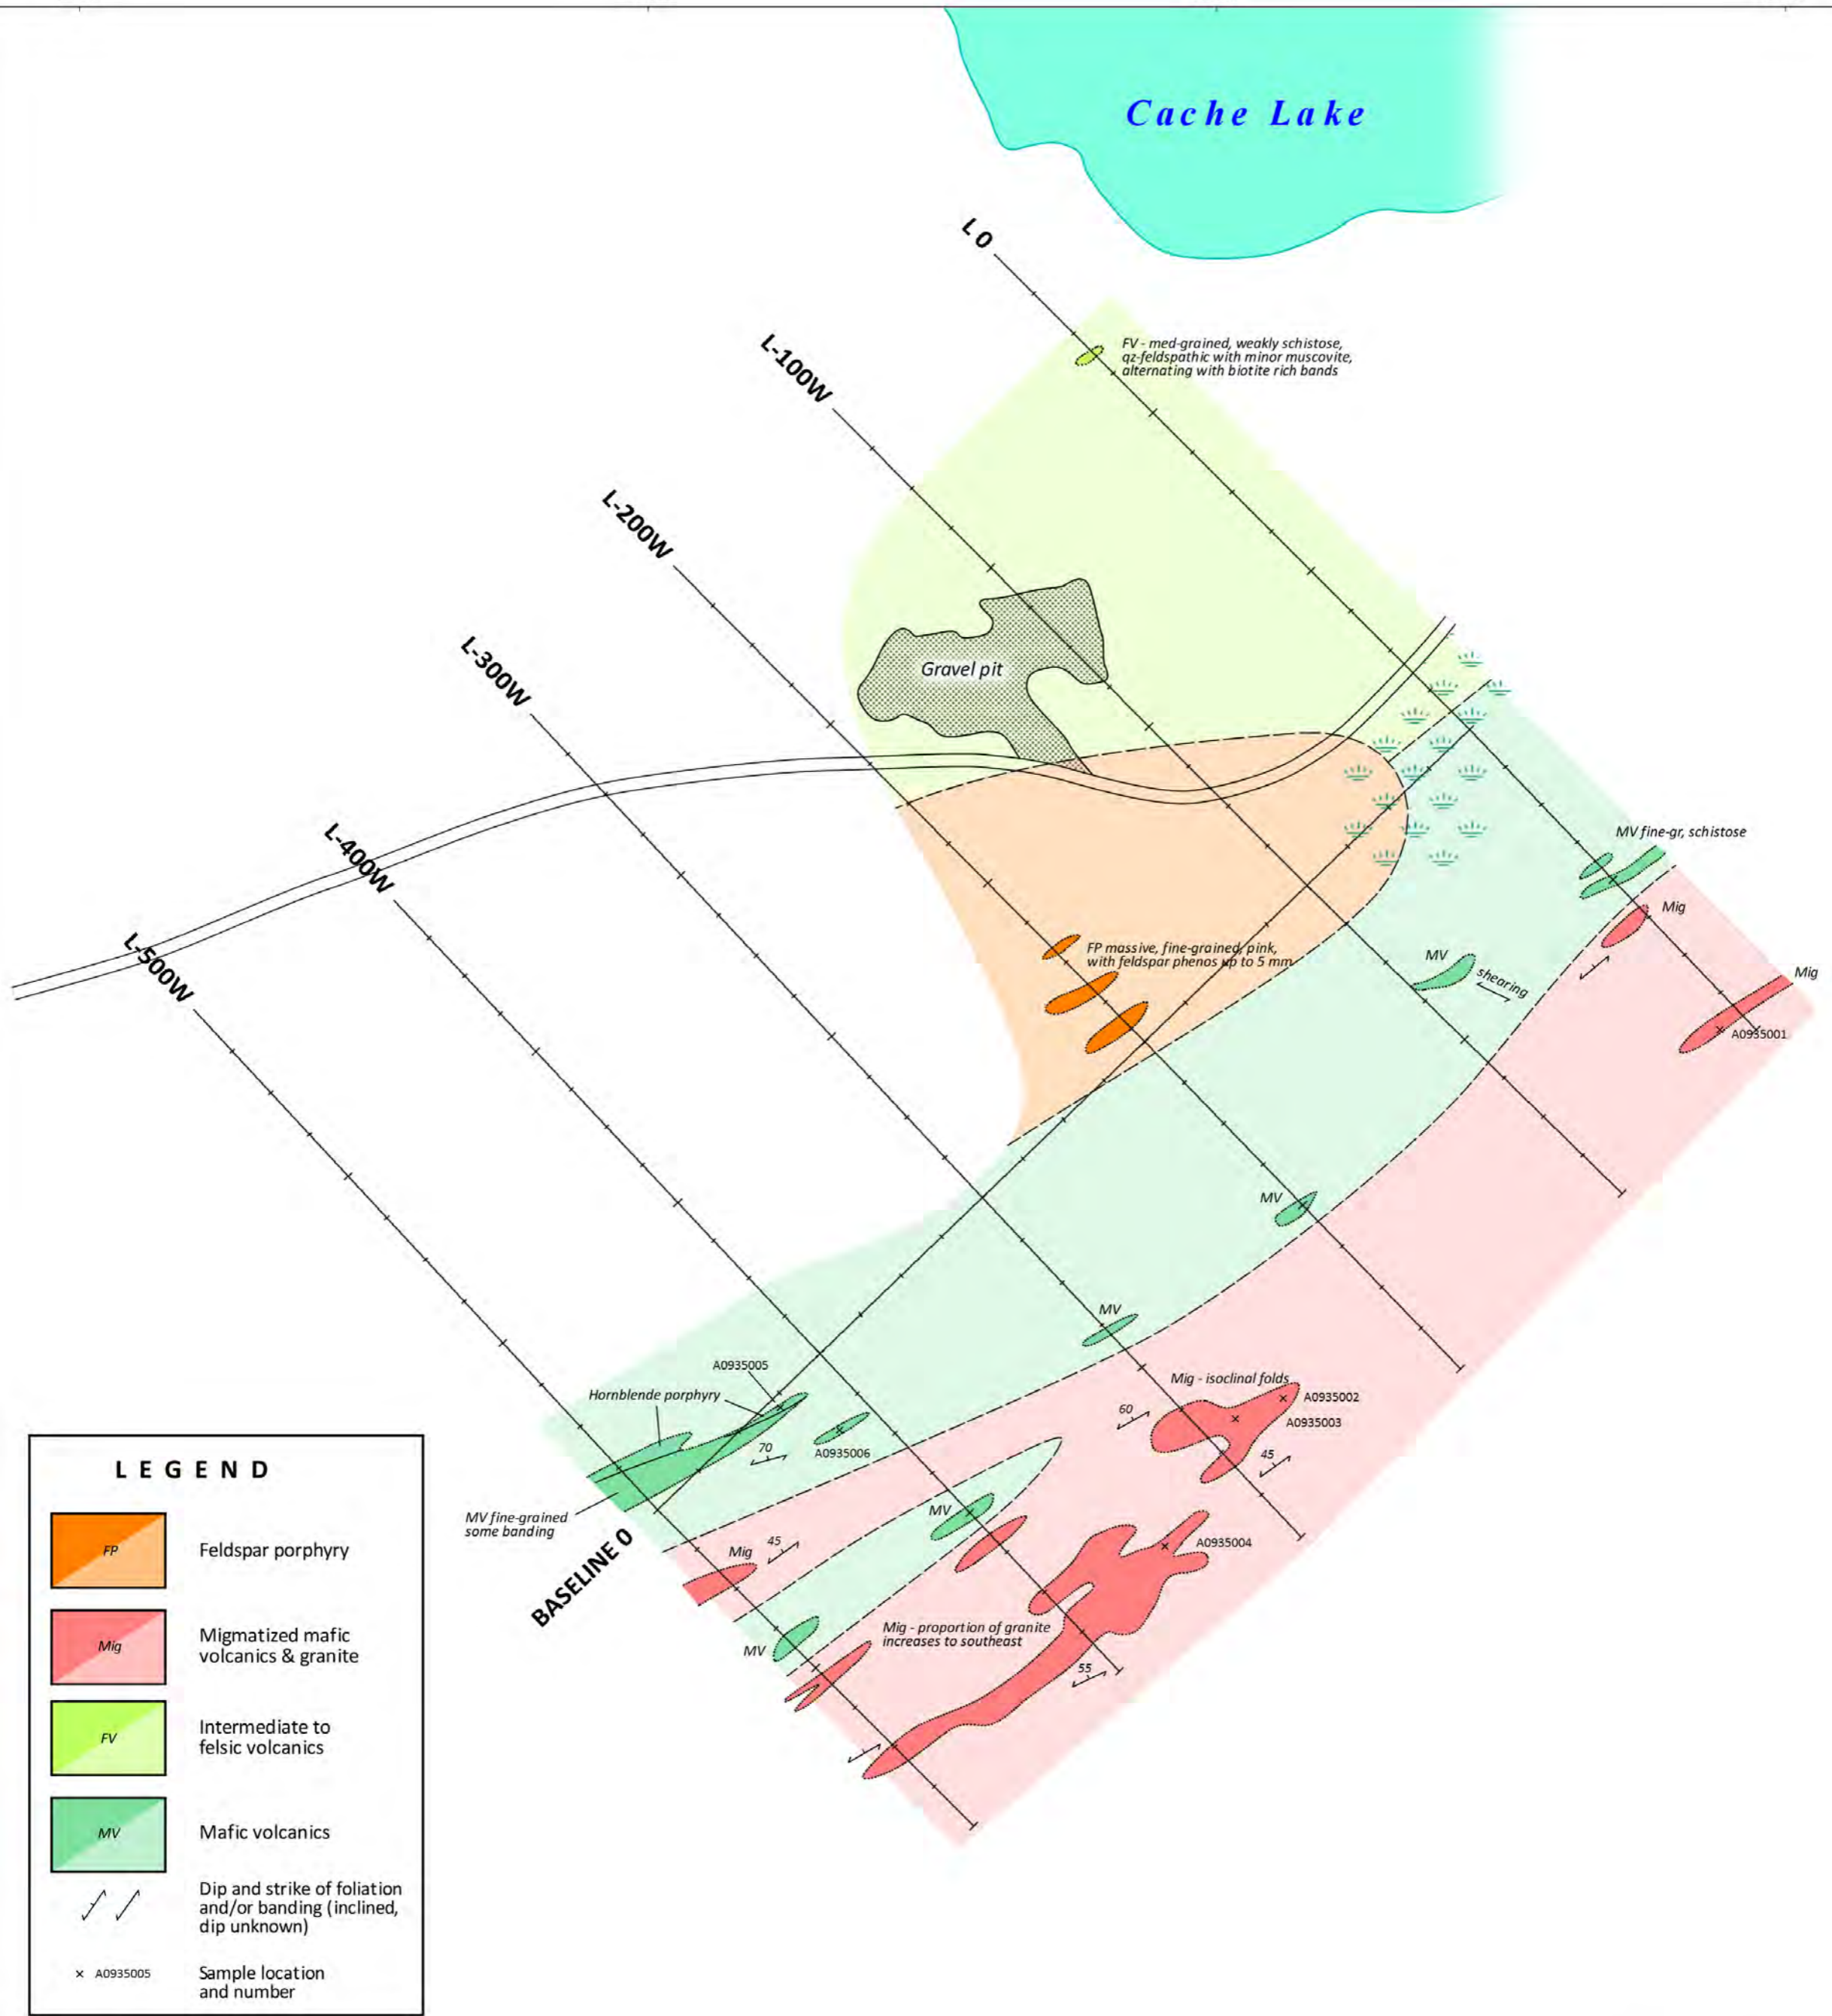 Cache Lake
L 0
FV - med-grained, weakly schistose,
qz-feldspathic with minor muscovite,
alternating with biotite rich bands
L-100W
L-200W
L-300W
Gravel pit
L-400W
MV fine-gr, schistose
Mig
L-500W
FP massive, fine-grained, pink,
with feldspar phenos up to 5 mm
MV
shearing
Mig
A0935001
MV
MV
A0935005
Hornblende porphyry
Mig - isoclinal folds
60
A0935002
A0935003
70
A0935006
45
MV fine-grained
some banding
MV
BASELINE 0
Mig
45
A0935004
MV
Mig - proportion of granite
increases to southeast
55
LEGEND
FP
Feldspar porphyry
Mig
Migmatized mafic
volcanics & granite
FV
Intermediate to
felsic volcanics
MV
Mafic volcanics
Dip and strike of foliation
and/or banding (inclined,
dip unknown)
A0935005
Sample location
and number